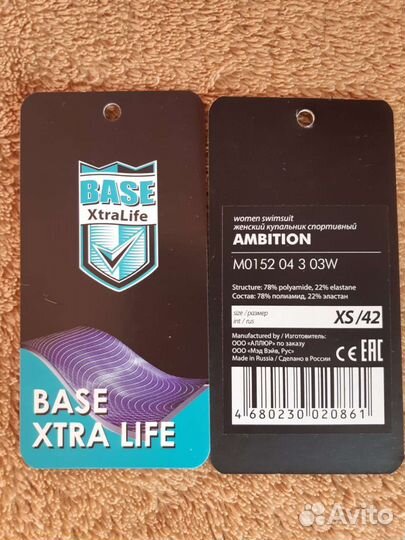 BASE
XtraLife
BASE
XTRA LIFE
women swimsuit
женский купальник спортивный
AMBITION
M0152 04 3 03W
Structure: 78% polyamide, 22% elastane
Состав: 78% полиамид, 22% эластан
size / размер
int / rus
XS /42
Manufactured by / Изготовитель:
ООО «АЛЛЮР» по заказу
ООО «Мэд Вэйв, Рус»
Made in Russia / Сделано в России
CE EAC
4 680230 020861
Avito